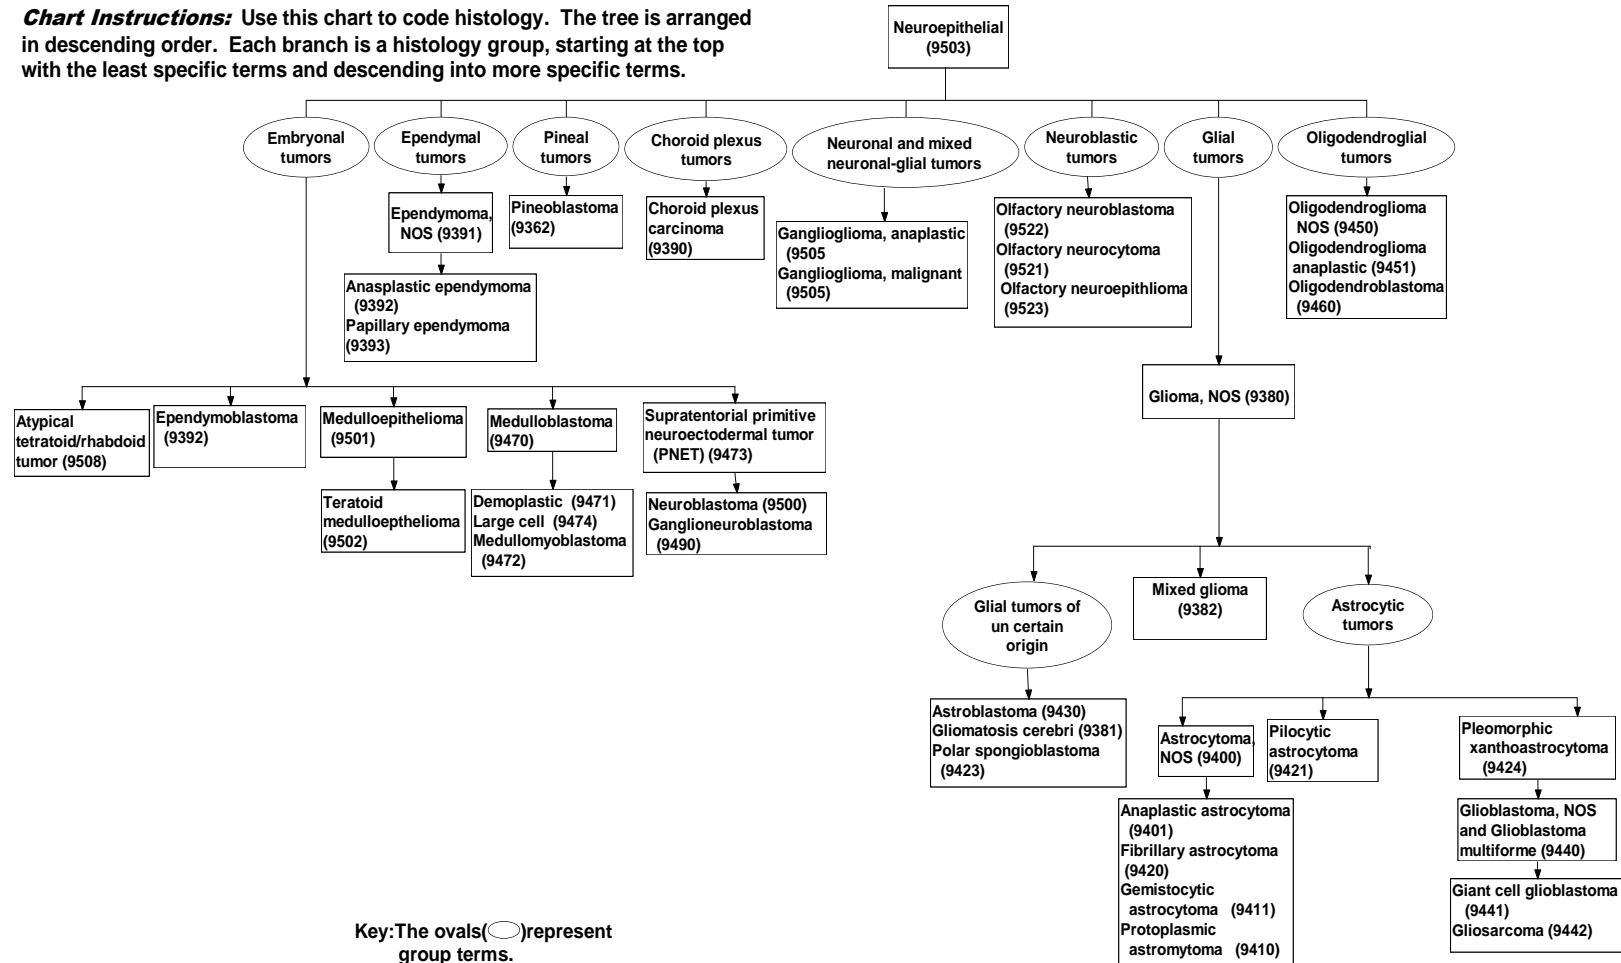 Chart Instructions: Use this chart to code histology. The tree is arranged
in descending order. Each branch is a histology group, starting at the top
with the least specific terms and descending into more specific terms.
Neuroepithelial
(9503)
Embryonal
tumors
Ependymal
tumors
Pineal
tumors
Choroid plexus
tumors
Neuronal and mixed
neuronal-glial tumors
Neuroblastic
tumors
Glial
tumors
Oligodendroglial
tumors
Ependymoma,
NOS (9391)
Pineoblastoma
(9362)
Choroid plexus
carcinoma
(9390)
Ganglioglioma, anaplastic
(9505
Ganglioglioma, malignant
(9505)
Olfactory neuroblastoma
(9522)
Olfactory neurocytoma
(9521)
Olfactory neuroepithlioma
(9523)
Oligodendroglioma
NOS (9450)
Oligodendroglioma
anaplastic (9451)
Oligodendroblastoma
(9460)
Anasplastic ependymoma
(9392)
Papillary ependymoma
(9393)
Glioma, NOS (9380)
Atypical
tetratoid/rhabdoid
tumor (9508)
Ependymoblastoma
(9392)
Medulloepithelioma
(9501)
Medulloblastoma
(9470)
Supratentorial primitive
neuroectodermal tumor
(PNET) (9473)
Teratoid
medulloepthelioma
(9502)
Demoplastic (9471)
Large cell (9474)
Medullomyoblastoma
(9472)
Neuroblastoma (9500)
Ganglioneuroblastoma
(9490)
Glial tumors of
un certain
origin
Mixed glioma
(9382)
Astrocytic
tumors
Astroblastoma (9430)
Gliomatosis cerebri (9381)
Polar spongioblastoma
(9423)
Astrocytoma,
NOS (9400)
Pilocytic
astrocytoma
(9421)
Pleomorphic
xanthoastrocytoma
(9424)
Anaplastic astrocytoma
(9401)
Fibrillary astrocytoma
(9420)
Gemistocytic
astrocytoma (9411)
Protoplasmic
astromytoma (9410)
Glioblastoma, NOS
and Glioblastoma
multiforme (9440)
Giant cell glioblastoma
(9441)
Gliosarcoma (9442)
Key:The ovals( )represent
group terms.